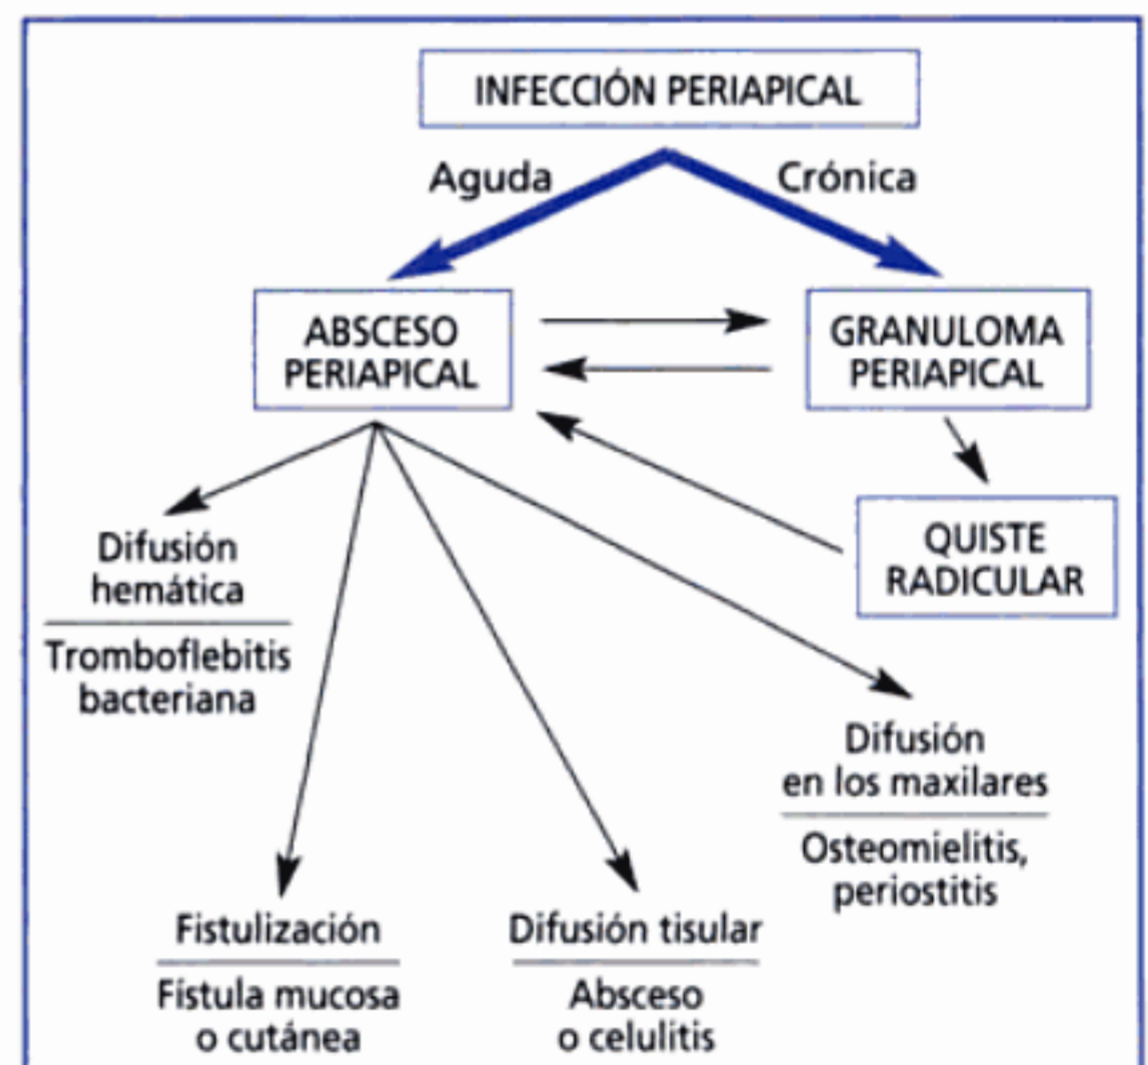 INFECCIÓN PERIAPICAL
Aguda
Crónica
ABSCESO
PERIAPICAL
GRANULOMA
PERIAPICAL
QUISTE
RADICULAR
Difusión
hemática
Tromboflebitis
bacteriana
Difusión
en los maxilares
Osteomielitis,
periostitis
Fistulización
Fístula mucosa
o cutánea
Difusión tisular
Absceso
o celulitis